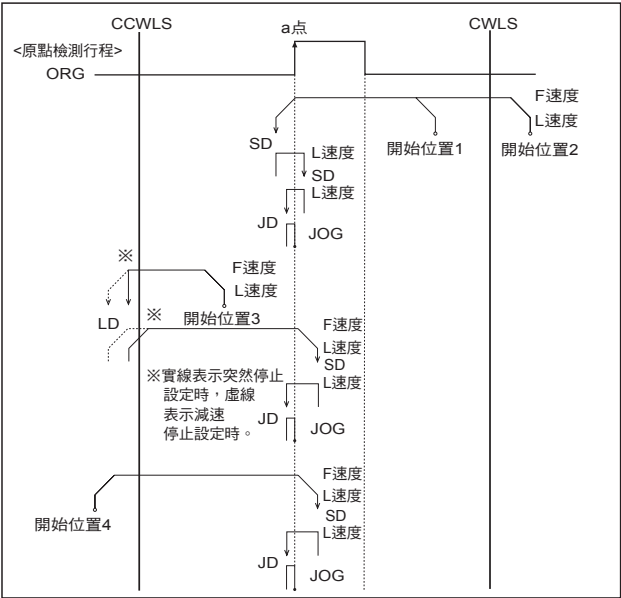 CCWLS
a点
CWLS
<原點檢測行程>
ORG
F速度
L速度
SD
開始位置1
開始位置2
L速度
SD
L速度
JD
JOG
※
F速度
L速度
LD
※
開始位置3
F速度
L速度
SD
L速度
※實線表示突然停止
設定時，虛線
表示減速
停止設定時。
JD
JOG
F速度
L速度
SD
開始位置4
L速度
JD
JOG